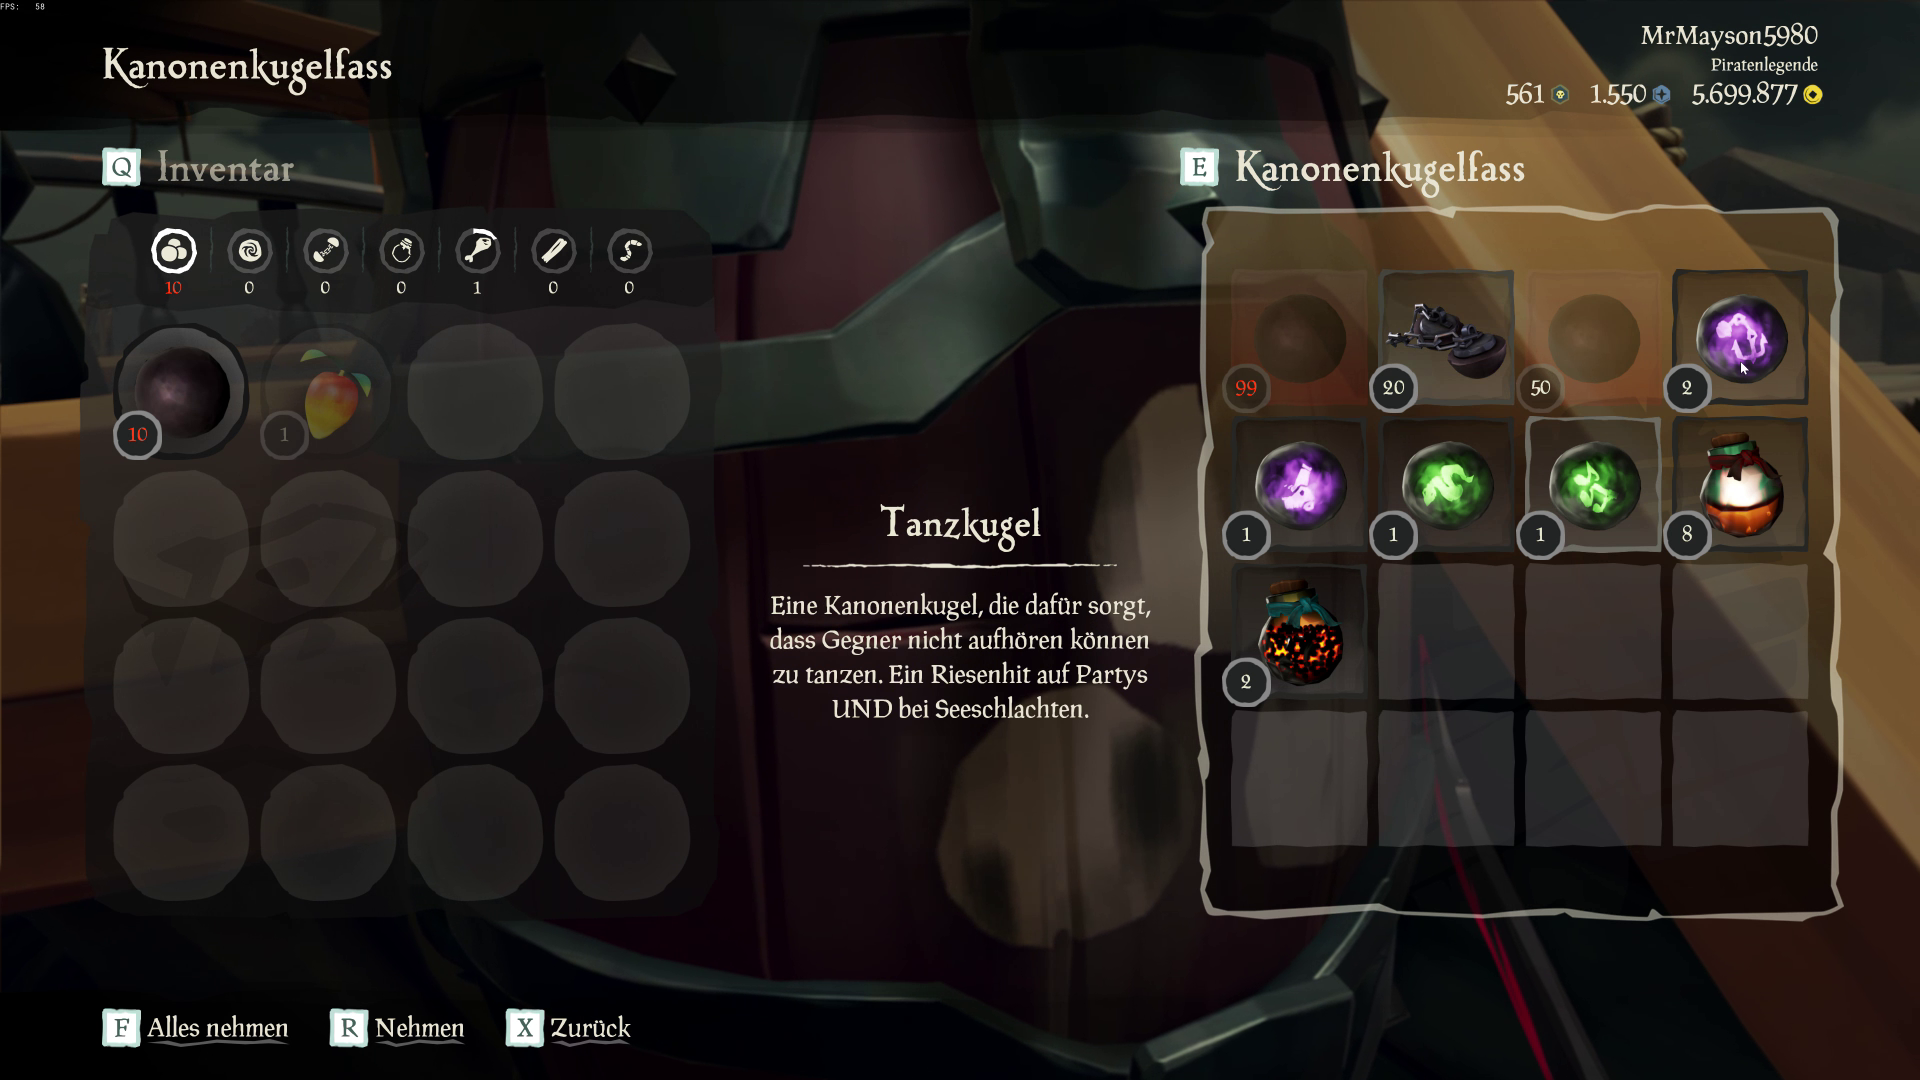 FPS: 58
Kanonenkugelfass
MrMayson5980
Piratenlegende
561 1.550 5.699.877
Q Inventar
E Kanonenkugelfass
10 0 0 0 1 0 0
10 1
99 20 50 2
1 1 1 8
2
Tanzkugel
Eine Kanonenkugel, die dafür sorgt,
dass Gegner nicht aufhören können
zu tanzen. Ein Riesenhit auf Partys
UND bei Seeschlachten.
F Alles nehmen R Nehmen X Zurück